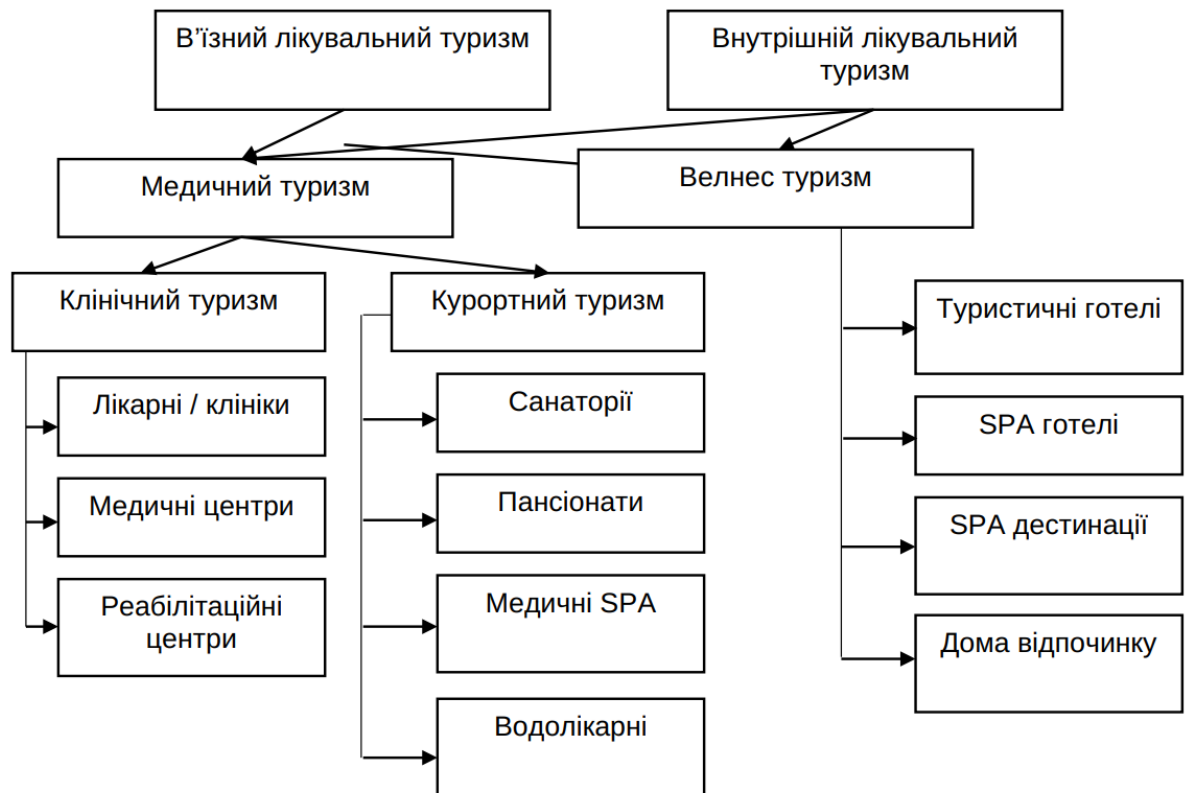 В’їзний лікувальний туризм
Внутрішній лікувальний
туризм
Медичний туризм
Велнес туризм
Клінічний туризм
Курортний туризм
Туристичні готелі
Лікарні / клініки
Санаторії
SPA готелі
Медичні центри
Пансіонати
SPA дестинації
Реабілітаційні
центри
Медичні SPA
Дома відпочинку
Водолікарні